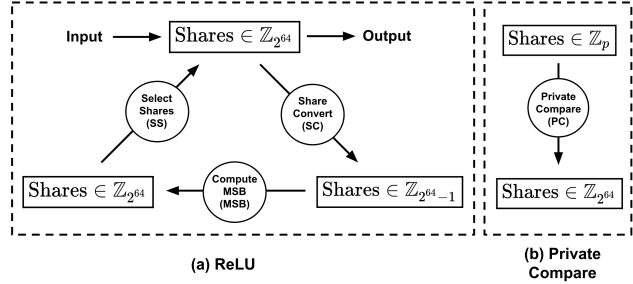 Input
Shares ∈ ℤ_{2^{64}}
Output
Select
Shares
(SS)
Share
Convert
(SC)
Shares ∈ ℤ_{2^{64}}
Compute
MSB
(MSB)
Shares ∈ ℤ_{2^{64}-1}
(a) ReLU
Shares ∈ ℤ_p
Private
Compare
(PC)
Shares ∈ ℤ_{2^{64}}
(b) Private
Compare